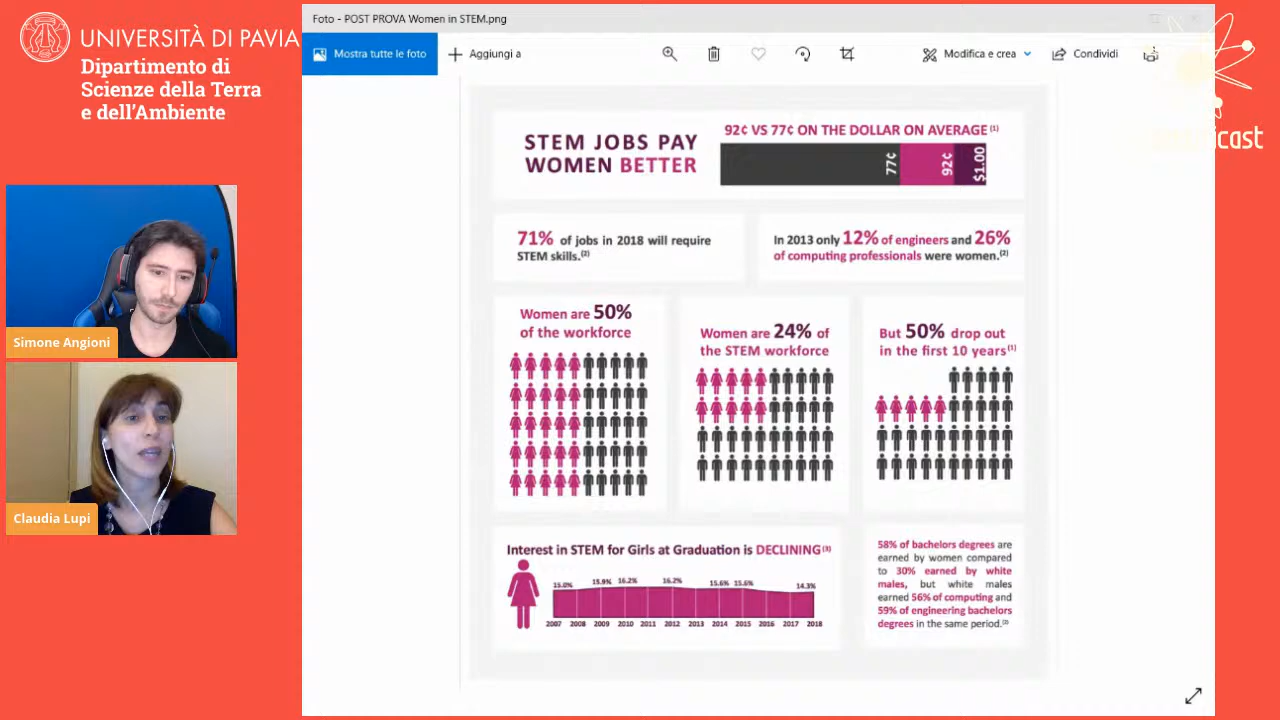 Foto - POST PROVA Women in STEM.png
Mostra tutte le foto
Aggiungi a
Modifica e crea
Condividi
UNIVERSITÀ DI PAVIA
Dipartimento di
Scienze della Terra
e dell'Ambiente
Simone Angioni
Claudia Lupi
STEM JOBS PAY
WOMEN BETTER
92¢ VS 77¢ ON THE DOLLAR ON AVERAGE (1)
77¢
92¢
$1.00
71% of jobs in 2018 will require
STEM skills.(2)
In 2013 only 12% of engineers and 26%
of computing professionals were women.(2)
Women are 50%
of the workforce
Women are 24% of
the STEM workforce
But 50% drop out
in the first 10 years(1)
Interest in STEM for Girls at Graduation is DECLINING(3)
15.0% 15.9% 16.2% 16.2% 15.6% 15.6% 14.3%
2007 2008 2009 2010 2011 2012 2013 2014 2015 2016 2017 2018
58% of bachelors degrees are
earned by women compared
to 30% earned by white
males, but white males
earned 56% of computing and
59% of engineering bachelors
degrees in the same period.(2)